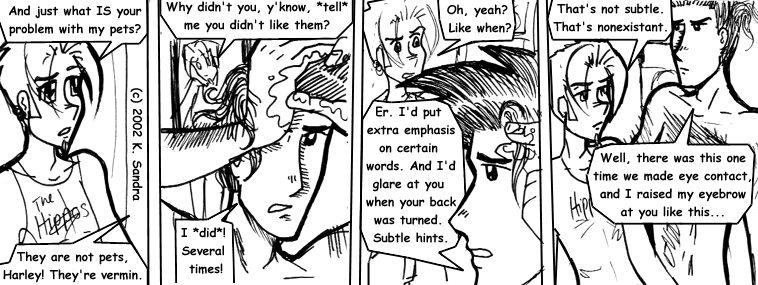 And just what IS your
problem with my pets?
The
Hippos
They are not pets,
Harley! They're vermin.
(c) 2002 K. Sandra
Why didn't you, y'know, *tell*
me you didn't like them?
I *did*!
Several
times!
Oh, yeah?
Like when?
Er. I'd put
extra emphasis
on certain
words. And I'd
glare at you
when your back
was turned.
Subtle hints.
That's not subtle.
That's nonexistant.
Well, there was this one
time we made eye contact,
and I raised my eyebrow
at you like this...